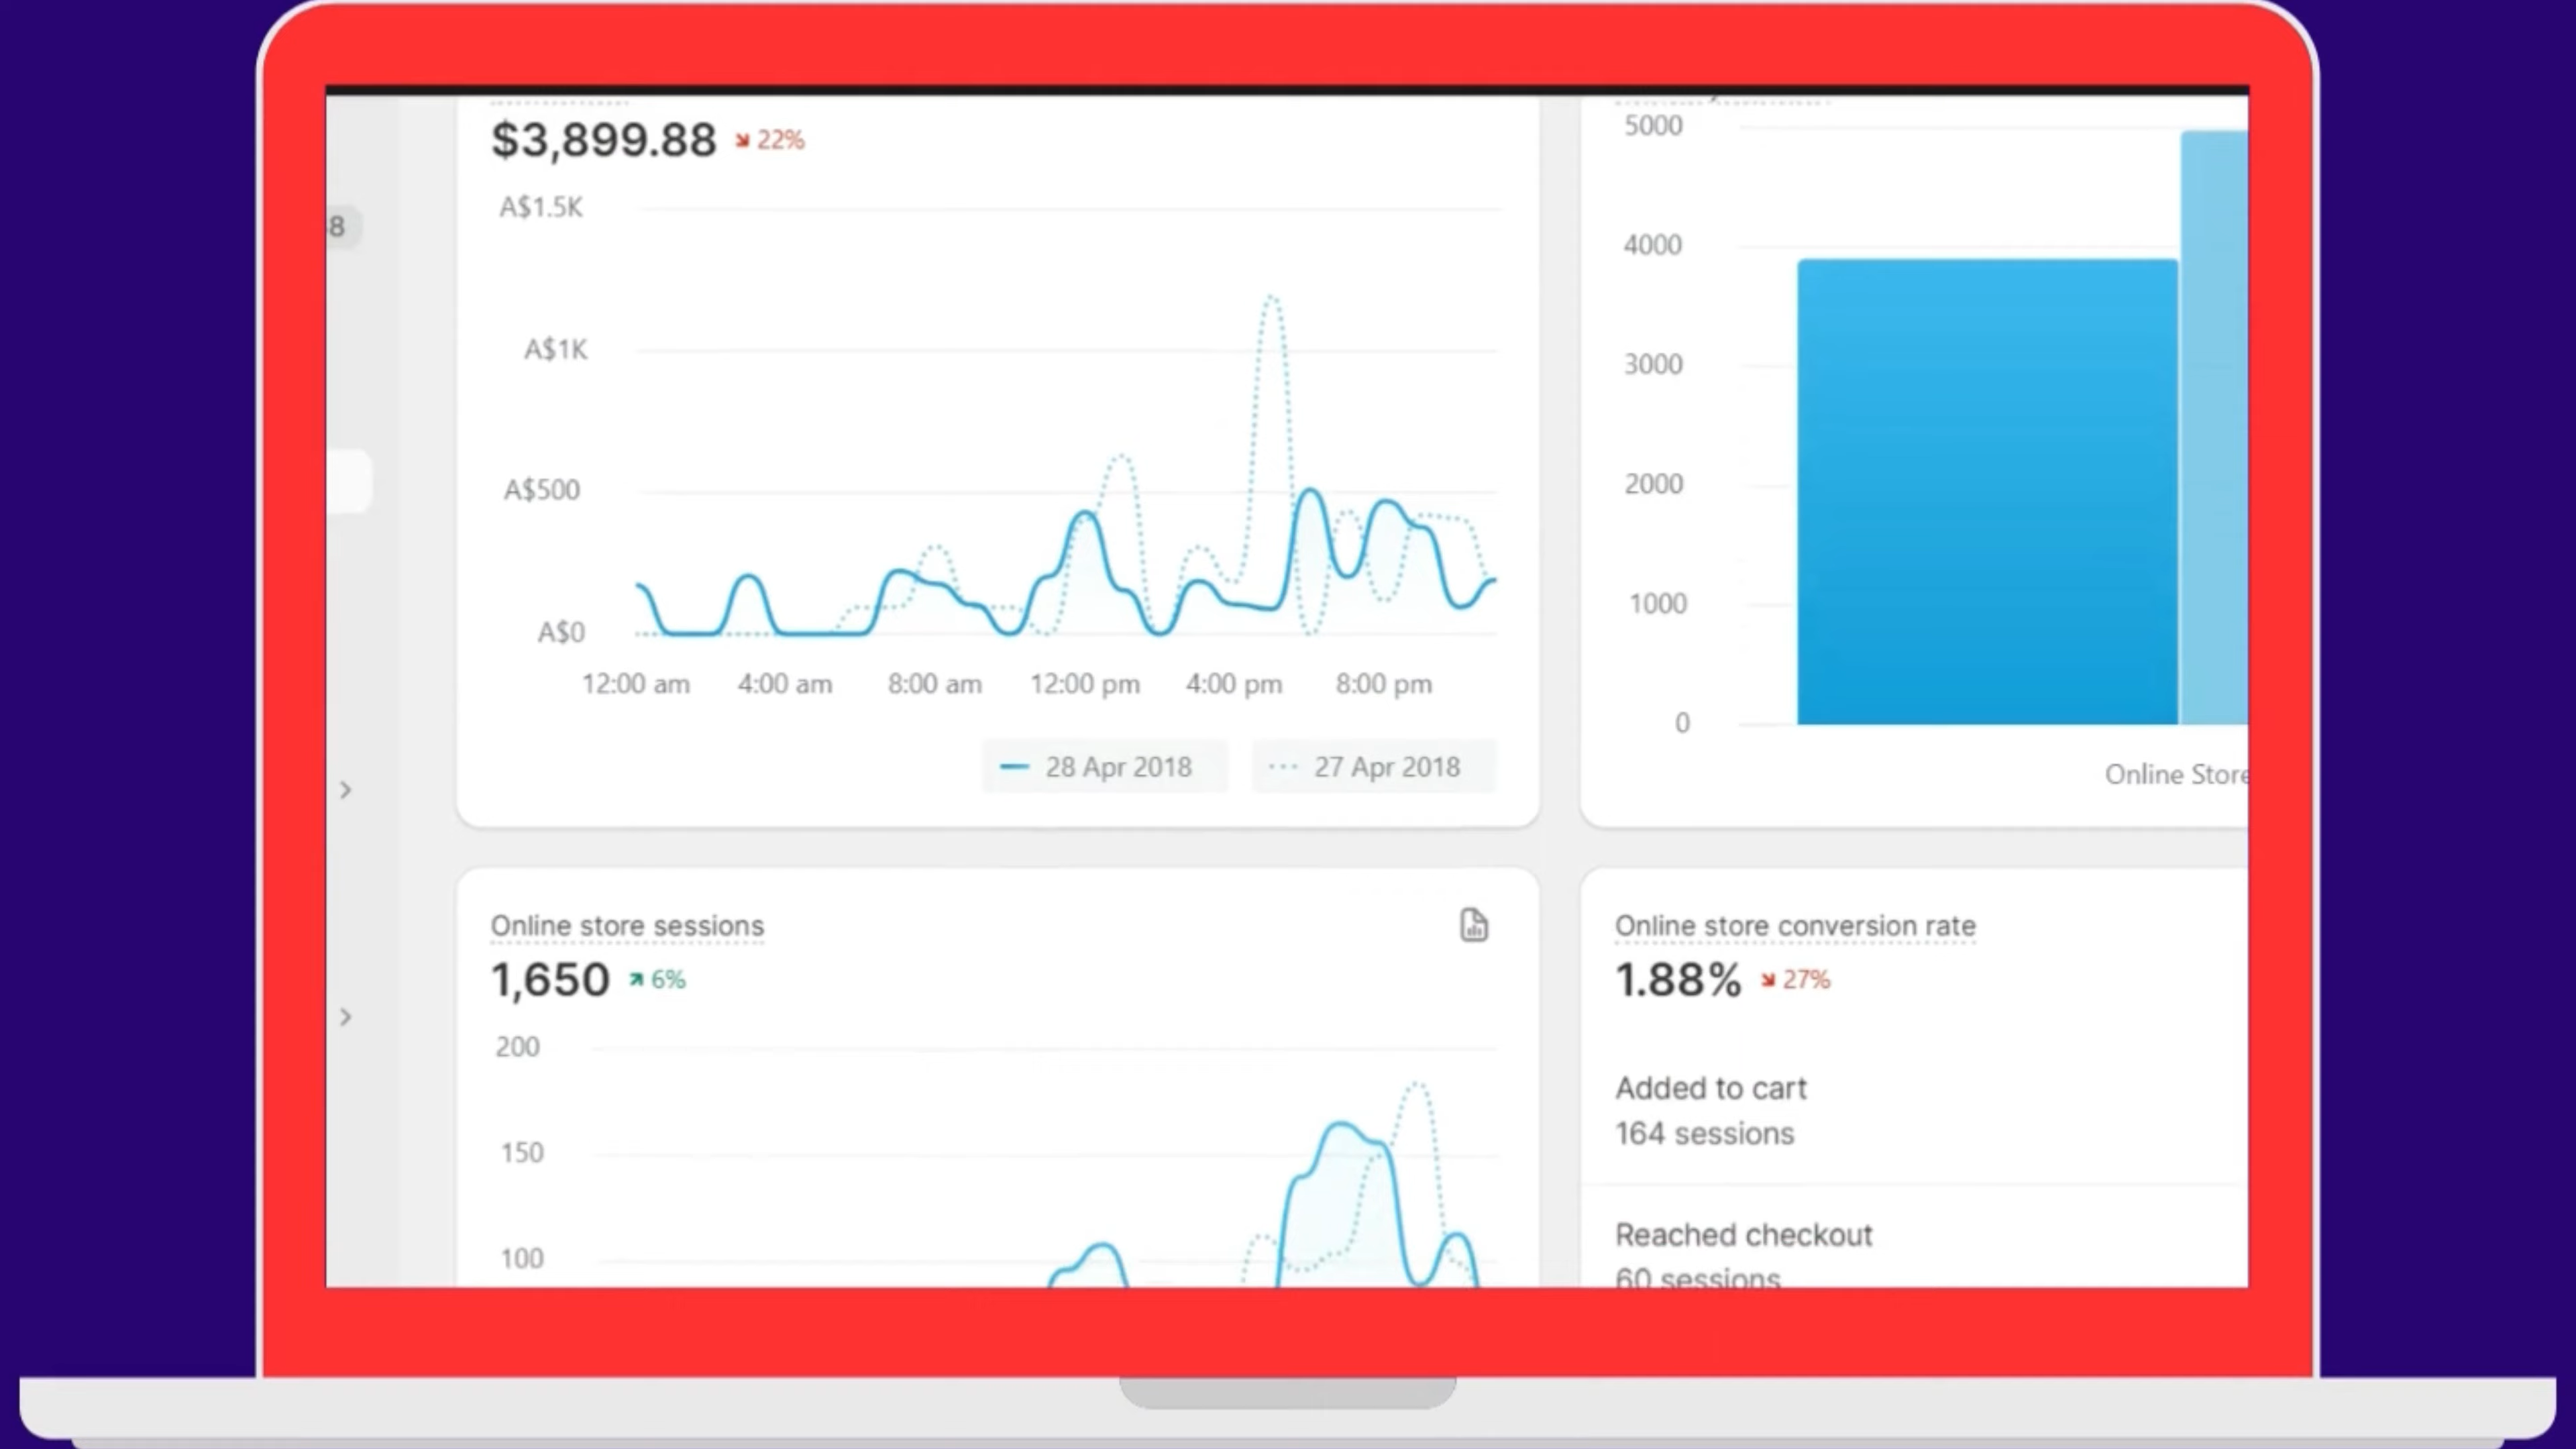 $3,899.88 22%
A$1.5K
A$1K
A$500
A$0
12:00 am 4:00 am 8:00 am 12:00 pm 4:00 pm 8:00 pm
28 Apr 2018 27 Apr 2018
5000
4000
3000
2000
1000
0
Online Store
8
Online store sessions
1,650 6%
200
150
100
Online store conversion rate
1.88% 27%
Added to cart
164 sessions
Reached checkout
60 sessions